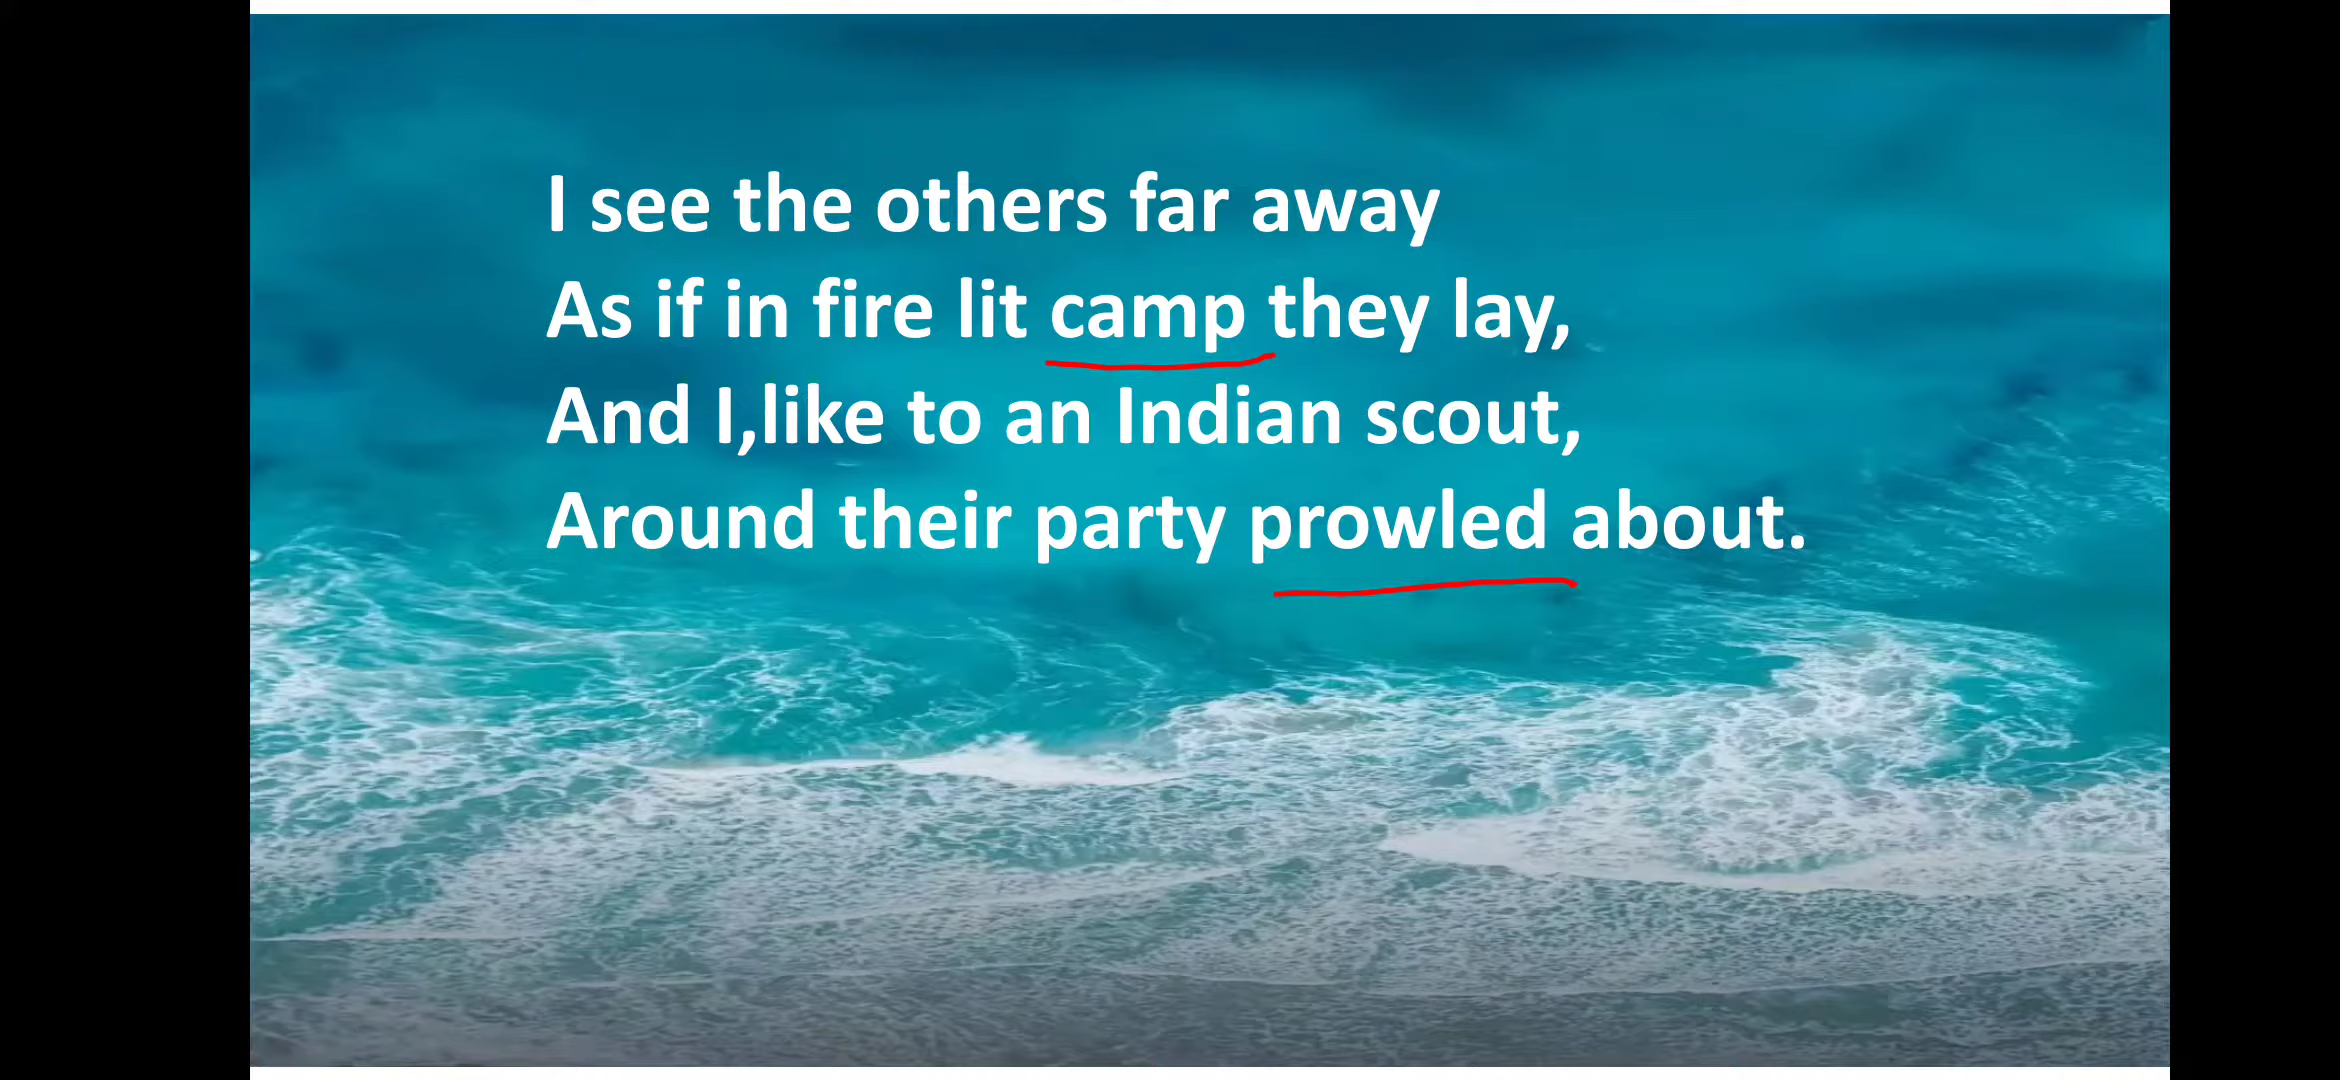 I see the others far away
As if in fire lit camp they lay,
And I,like to an Indian scout,
Around their party prowled about.